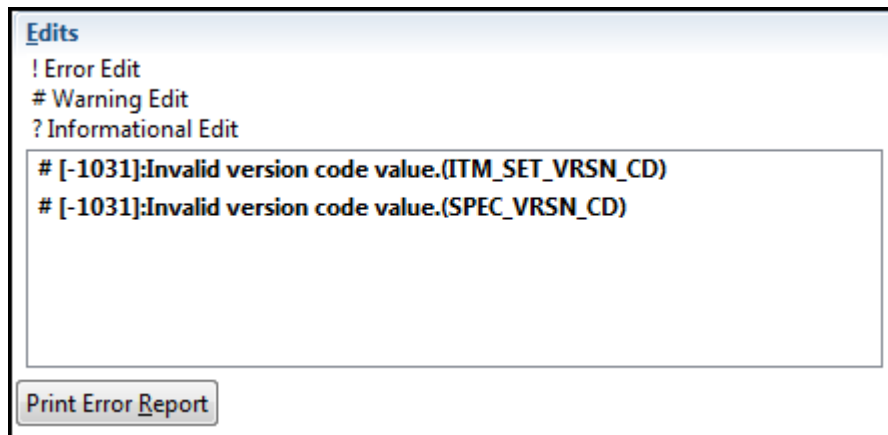 Edits
! Error Edit
# Warning Edit
? Informational Edit
# [-1031]:Invalid version code value.(ITM_SET_VRSN_CD)
# [-1031]:Invalid version code value.(SPEC_VRSN_CD)
Print Error Report